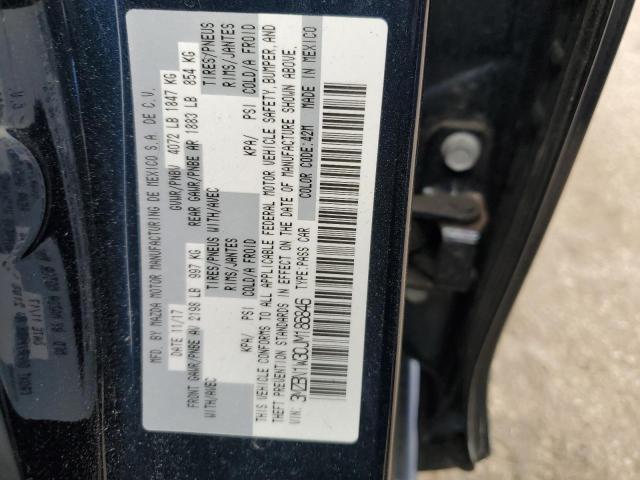 MFD. BY MAZDA MOTOR MANUFACTURING DE MEXICO S.A. DE C.V.
DATE 11/17 GVWR/PNBV 4072 LB 1847 KG
FRONT GAWR/PNBE AV 2198 LB 997 KG REAR GAWR/PNBE AR 1883 LB 854 KG
WITH/AVEC TIRES/PNEUS WITH/AVEC TIRES/PNEUS
RIMS/JANTES RIMS/JANTES
KPA/ PSI COLD/A FROID KPA/ PSI COLD/A FROID
THIS VEHICLE CONFORMS TO ALL APPLICABLE FEDERAL MOTOR VEHICLE SAFETY, BUMPER, AND
THEFT PREVENTION STANDARDS IN EFFECT ON THE DATE OF MANUFACTURE SHOWN ABOVE.
VIN: 3MZBN1W30JM186846 TYPE:PASS CAR COLOR CODE:42M MADE IN MEXICO